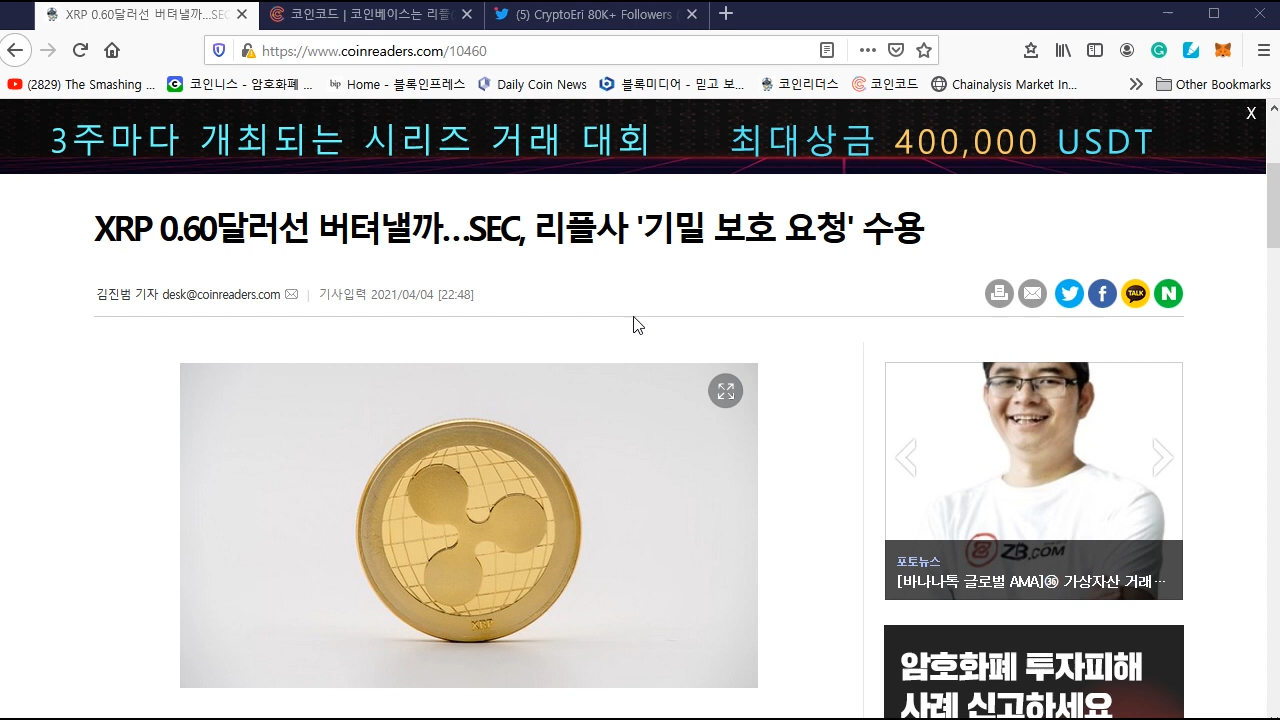 XRP 0.60달러선 버텨낼까...SEC
코인코드 | 코인베이스는 리플
(5) CryptoEri 80K+ Followers
https://www.coinreaders.com/10460
(2829) The Smashing ...
코인니스 - 암호화폐 ...
bip Home - 블록인프레스
Daily Coin News
블록미디어 - 믿고 보...
코인리더스
코인코드
Chainalysis Market In...
Other Bookmarks
3주마다 개최되는 시리즈 거래 대회 최대상금 400,000 USDT
X
XRP 0.60달러선 버텨낼까…SEC, 리플사 '기밀 보호 요청' 수용
김진범 기자 desk@coinreaders.com | 기사입력 2021/04/04 [22:48]
TALK
N
XRP
ZB.COM
포토뉴스
[바나나톡 글로벌 AMA]㊱ 가상자산 거래…
암호화폐 투자피해
사례 신고하세요